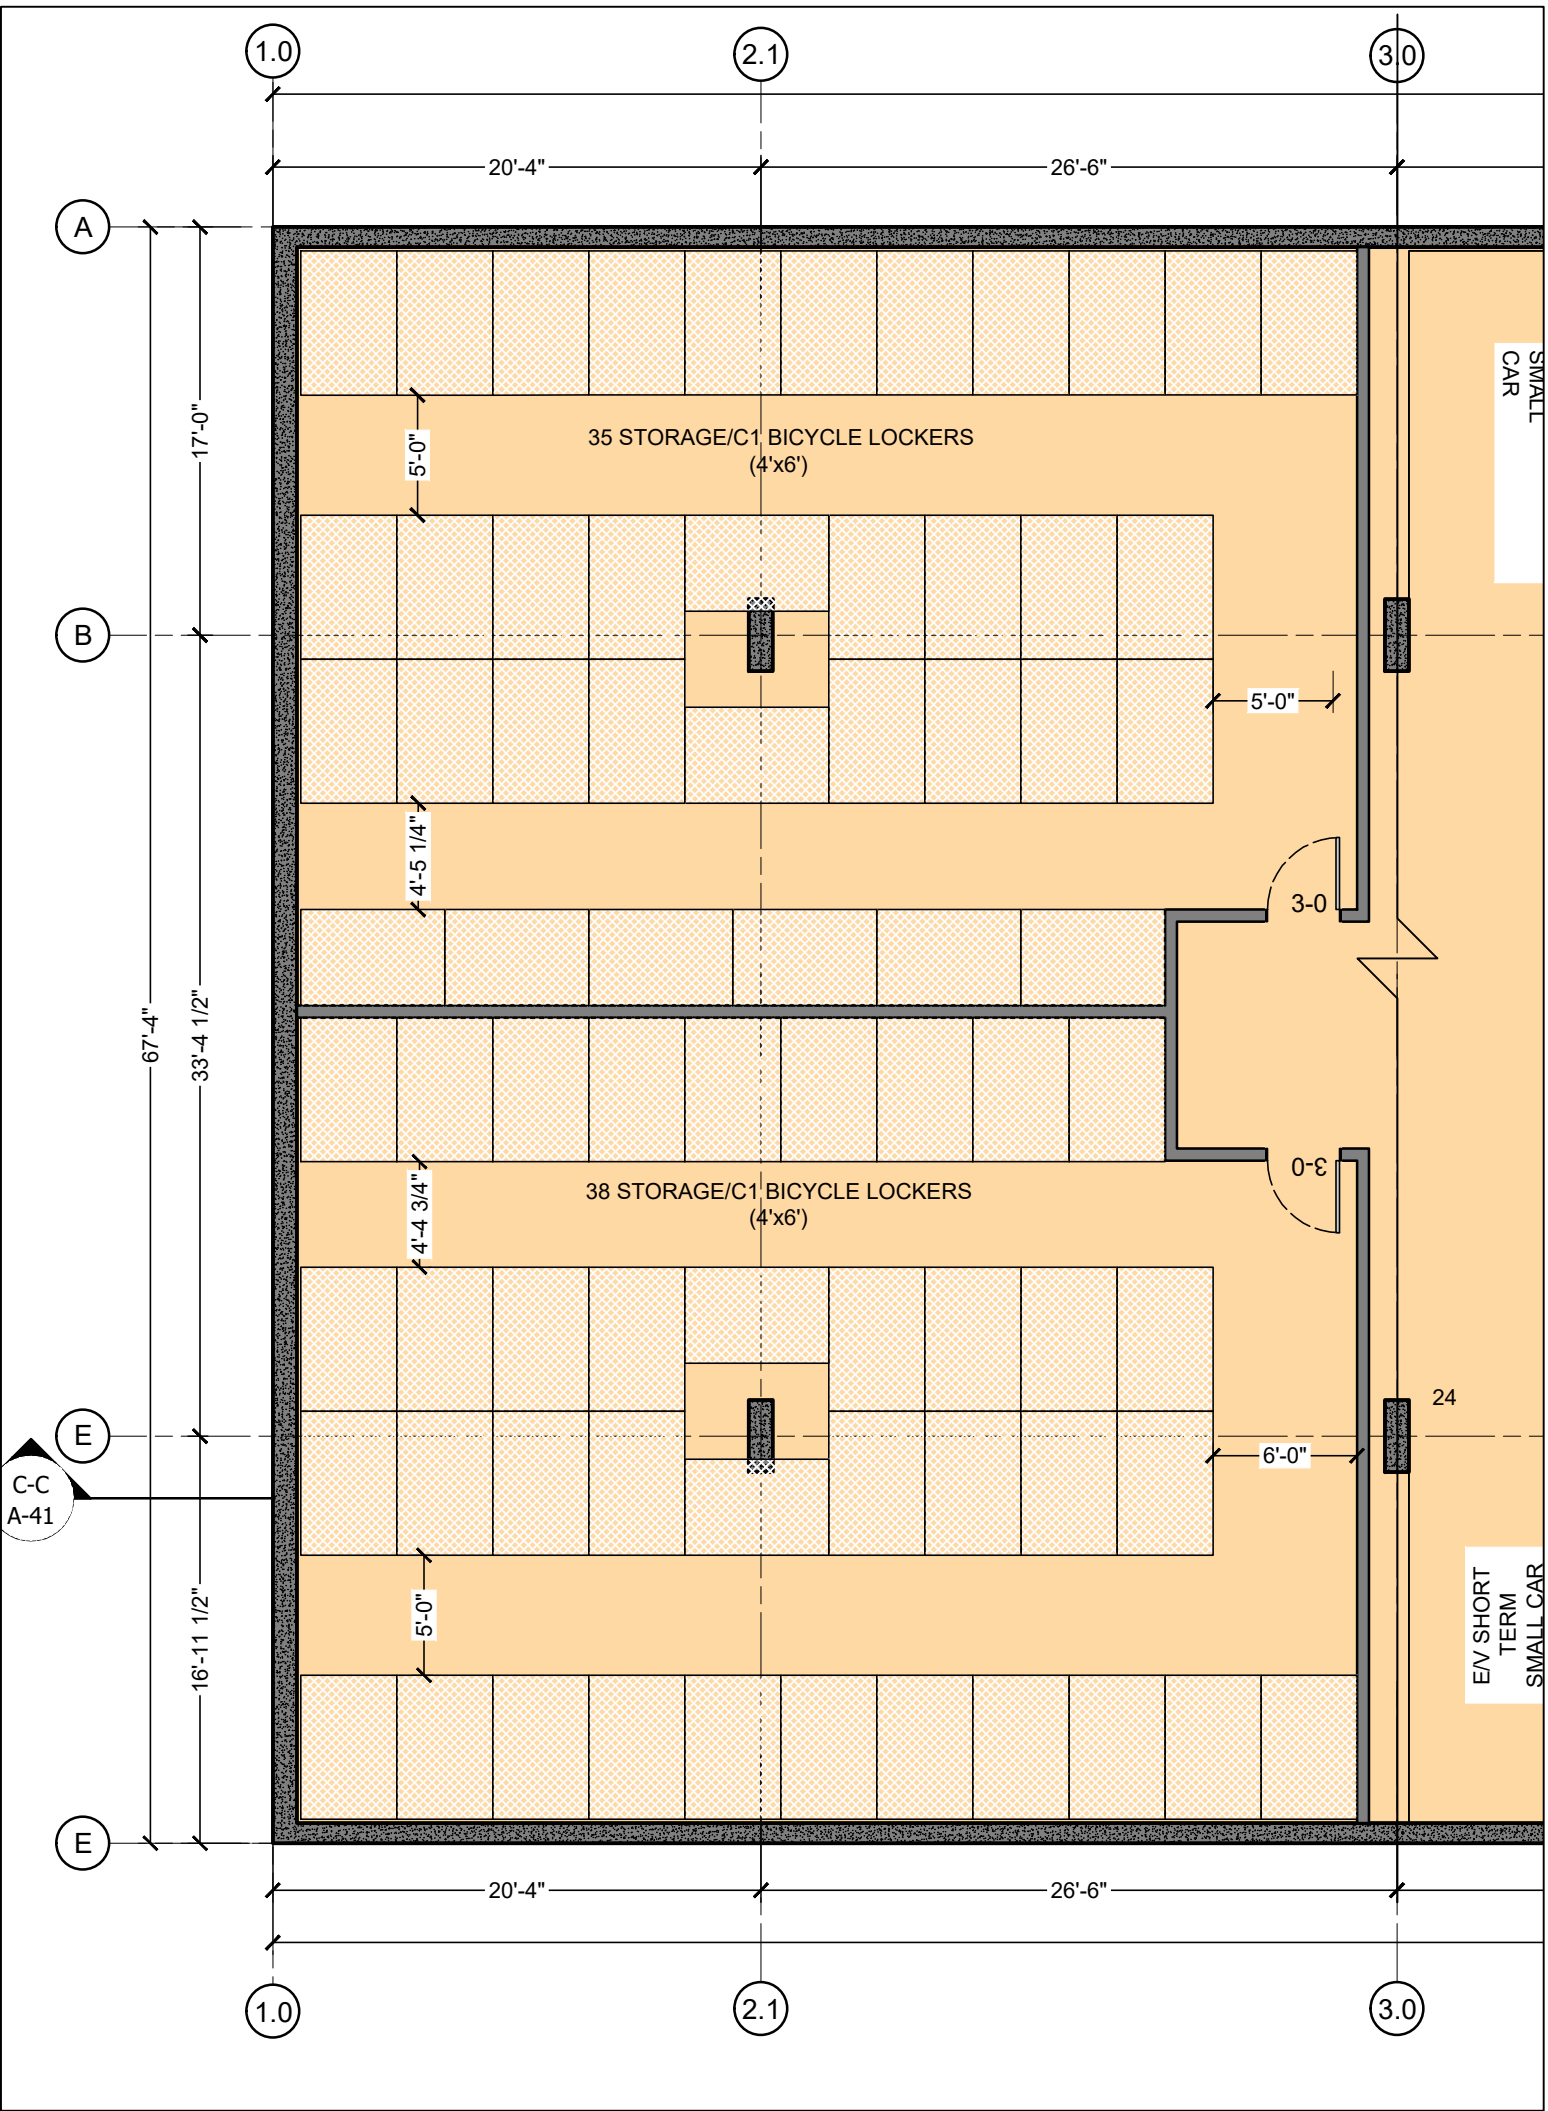 1.0
2.1
3.0
20'-4"
26'-6"
A
SMALL
CAR
17'-0"
5'-0"
35 STORAGE/C1 BICYCLE LOCKERS
(4'x6')
B
5'-0"
4'-5 1/4"
3-0
67'-4"
33'-4 1/2"
3-0
4'-4 3/4"
38 STORAGE/C1 BICYCLE LOCKERS
(4'x6')
24
E
6'-0"
C-C
A-41
16'-11 1/2"
5'-0"
E/V SHORT
TERM
SMALL CAR
E
20'-4"
26'-6"
1.0
2.1
3.0